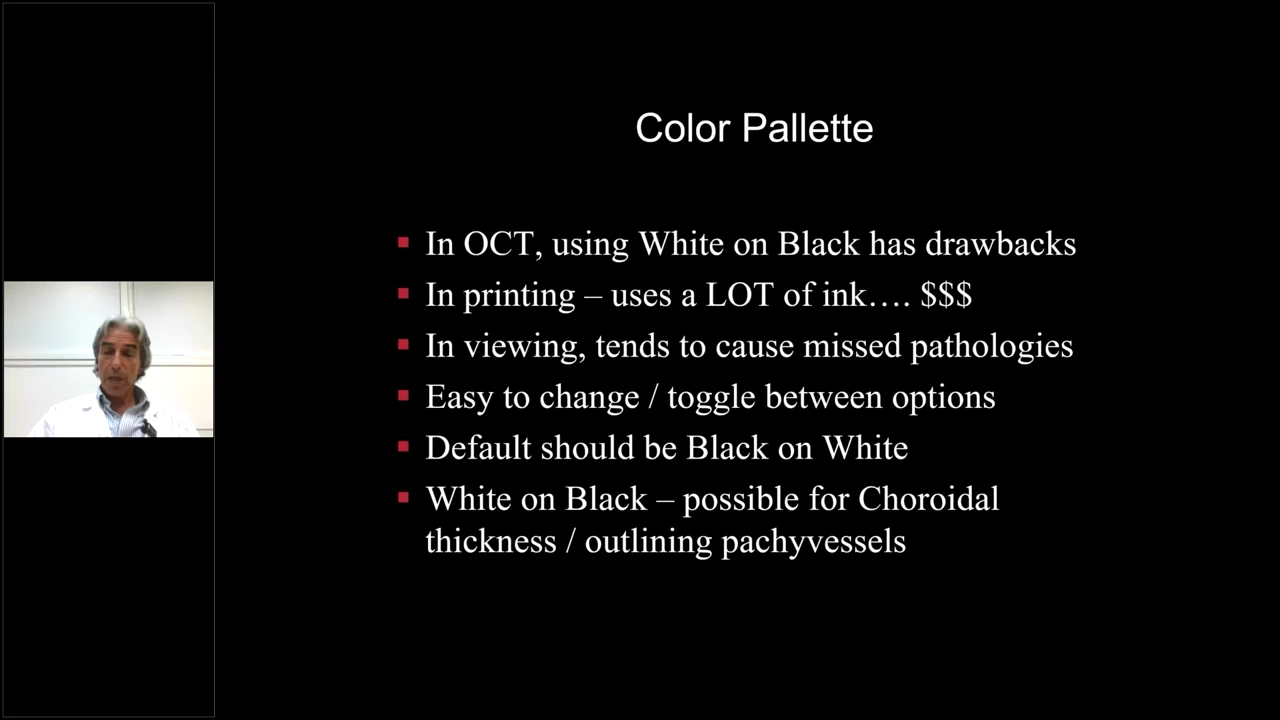 Color Pallette
▪ In OCT, using White on Black has drawbacks
▪ In printing – uses a LOT of ink…. $$$
▪ In viewing, tends to cause missed pathologies
▪ Easy to change / toggle between options
▪ Default should be Black on White
▪ White on Black – possible for Choroidal
thickness / outlining pachyvessels